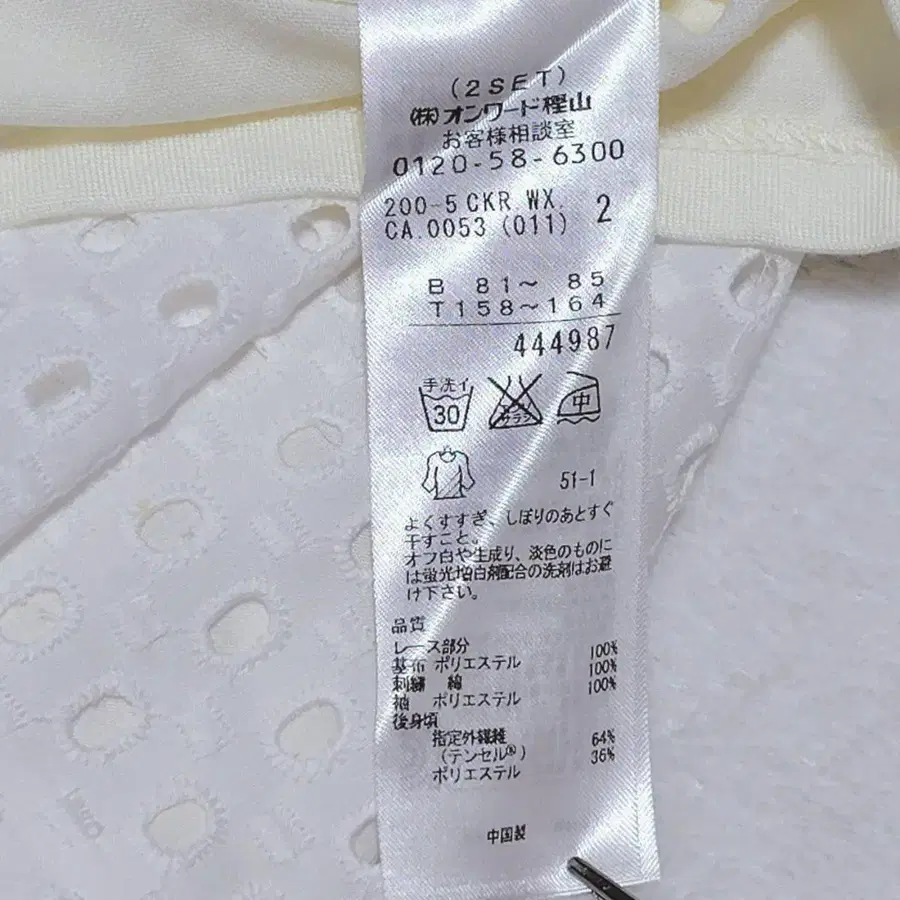 (2SET)
㈱オンワード樫山
お客様相談室
0120-58-6300
200-5 CKR WX. 2
CA.0053 (011)
B 81～ 85
T158～164
444987
手洗イ
30
サラシ
中
51-1
よくすすぎ、しぼりのあとすぐ
干すこと。
オフ白や生成り、淡色のものに
は蛍光増白剤配合の洗剤はお避
け下さい。
品質
レース部分
基布 ポリエステル 100%
刺繍 綿 100%
袖 ポリエステル 100%
後身頃
指定外繊維
(テンセル®) 64%
ポリエステル 36%
中国製